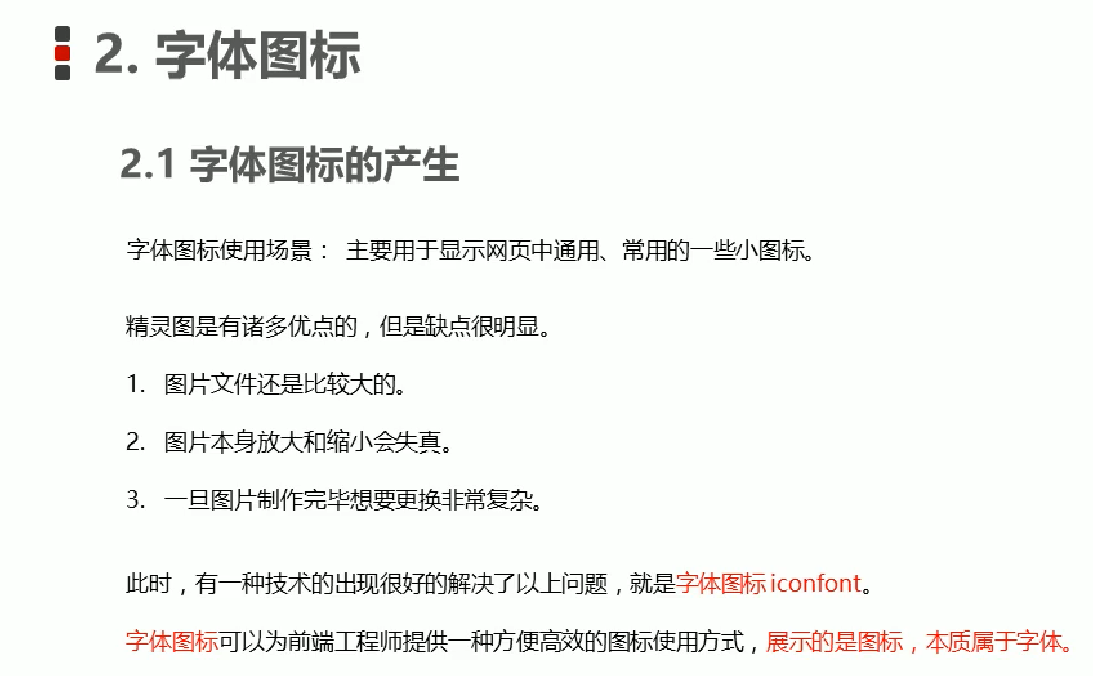 2. 字体图标
2.1 字体图标的产生
字体图标使用场景： 主要用于显示网页中通用、常用的一些小图标。
精灵图是有诸多优点的，但是缺点很明显。
1. 图片文件还是比较大的。
2. 图片本身放大和缩小会失真。
3. 一旦图片制作完毕想要更换非常复杂。
此时，有一种技术的出现很好的解决了以上问题，就是字体图标iconfont。
字体图标可以为前端工程师提供一种方便高效的图标使用方式，展示的是图标，本质属于字体。